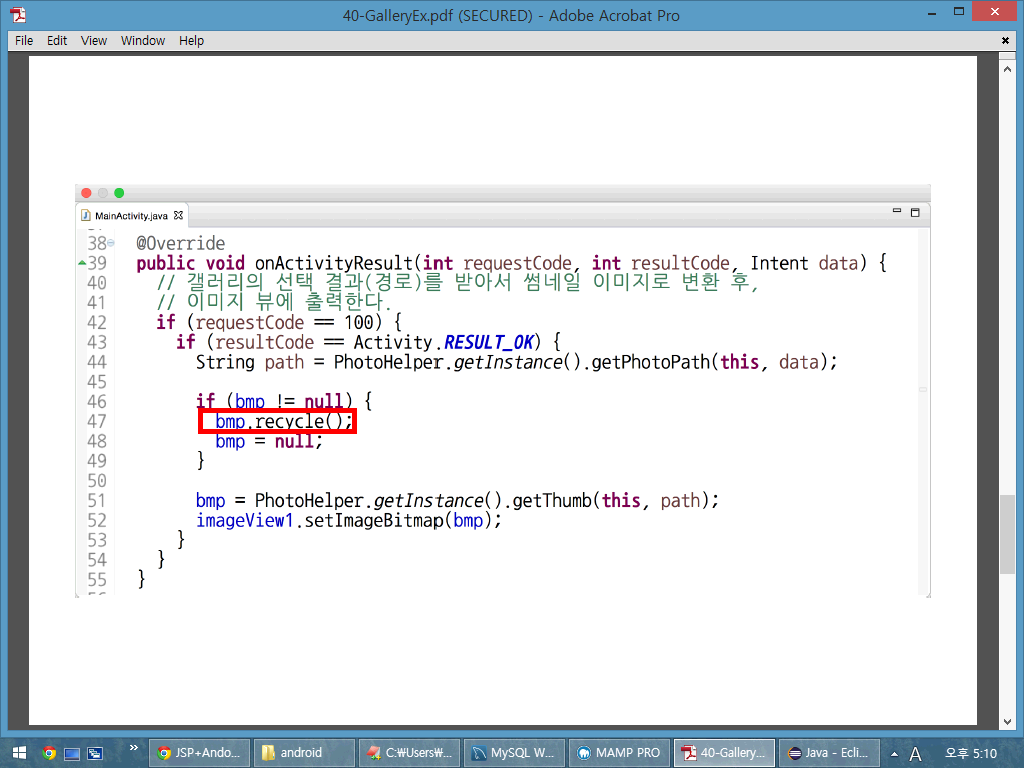 40-GalleryEx.pdf (SECURED) - Adobe Acrobat Pro
File Edit View Window Help
MainActivity.java
38 @Override
39 public void onActivityResult(int requestCode, int resultCode, Intent data) {
40 // 갤러리의 선택 결과(경로)를 받아서 썸네일 이미지로 변환 후,
41 // 이미지 뷰에 출력한다.
42 if (requestCode == 100) {
43 if (resultCode == Activity.RESULT_OK) {
44 String path = PhotoHelper.getInstance().getPhotoPath(this, data);
45
46 if (bmp != null) {
47 bmp.recycle();
48 bmp = null;
49 }
50
51 bmp = PhotoHelper.getInstance().getThumb(this, path);
52 imageView1.setImageBitmap(bmp);
53 }
54 }
55 }
JSP+Ando... android C:₩Users₩... MySQL W... MAMP PRO 40-Gallery... Java - Ecli... A 오후 5:10